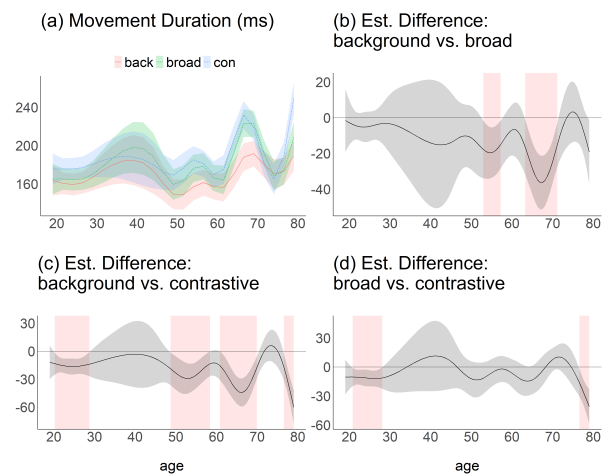 (a) Movement Duration (ms)
back broad con
240
200
160
20 30 40 50 60 70 80
(b) Est. Difference:
background vs. broad
20
0
-20
-40
20 30 40 50 60 70 80
(c) Est. Difference:
background vs. contrastive
30
0
-30
-60
20 30 40 50 60 70 80
age
(d) Est. Difference:
broad vs. contrastive
30
0
-30
-60
20 30 40 50 60 70 80
age